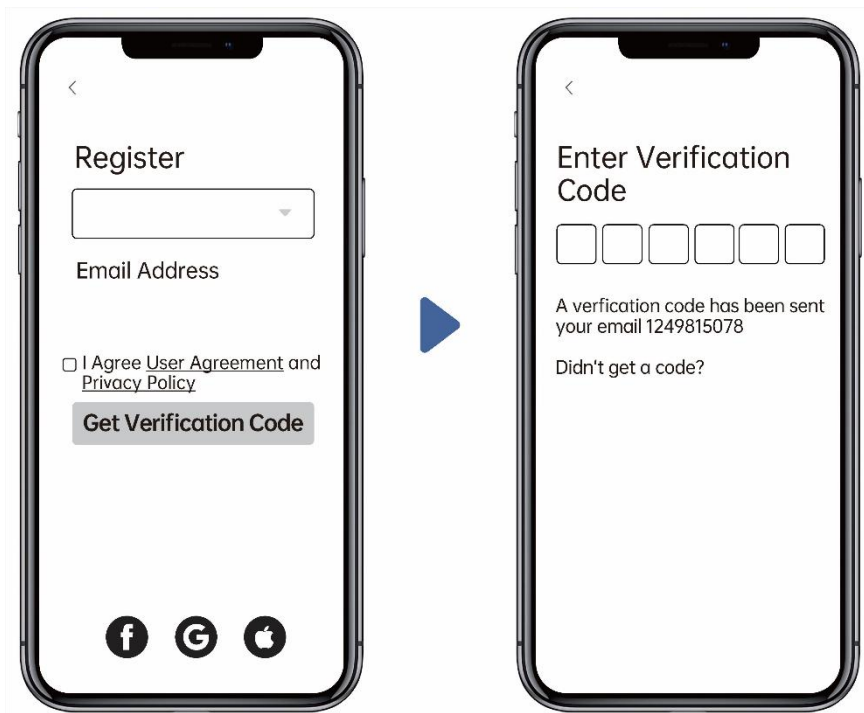 Register
Email Address
I Agree User Agreement and
Privacy Policy
Get Verification Code
Enter Verification
Code
A verfication code has been sent
your email 1249815078
Didn't get a code?